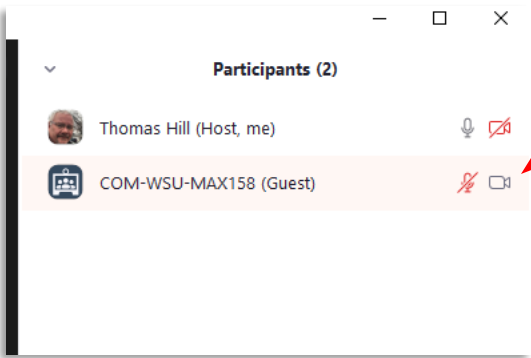 Participants (2)
Thomas Hill (Host, me)
COM-WSU-MAX158 (Guest)